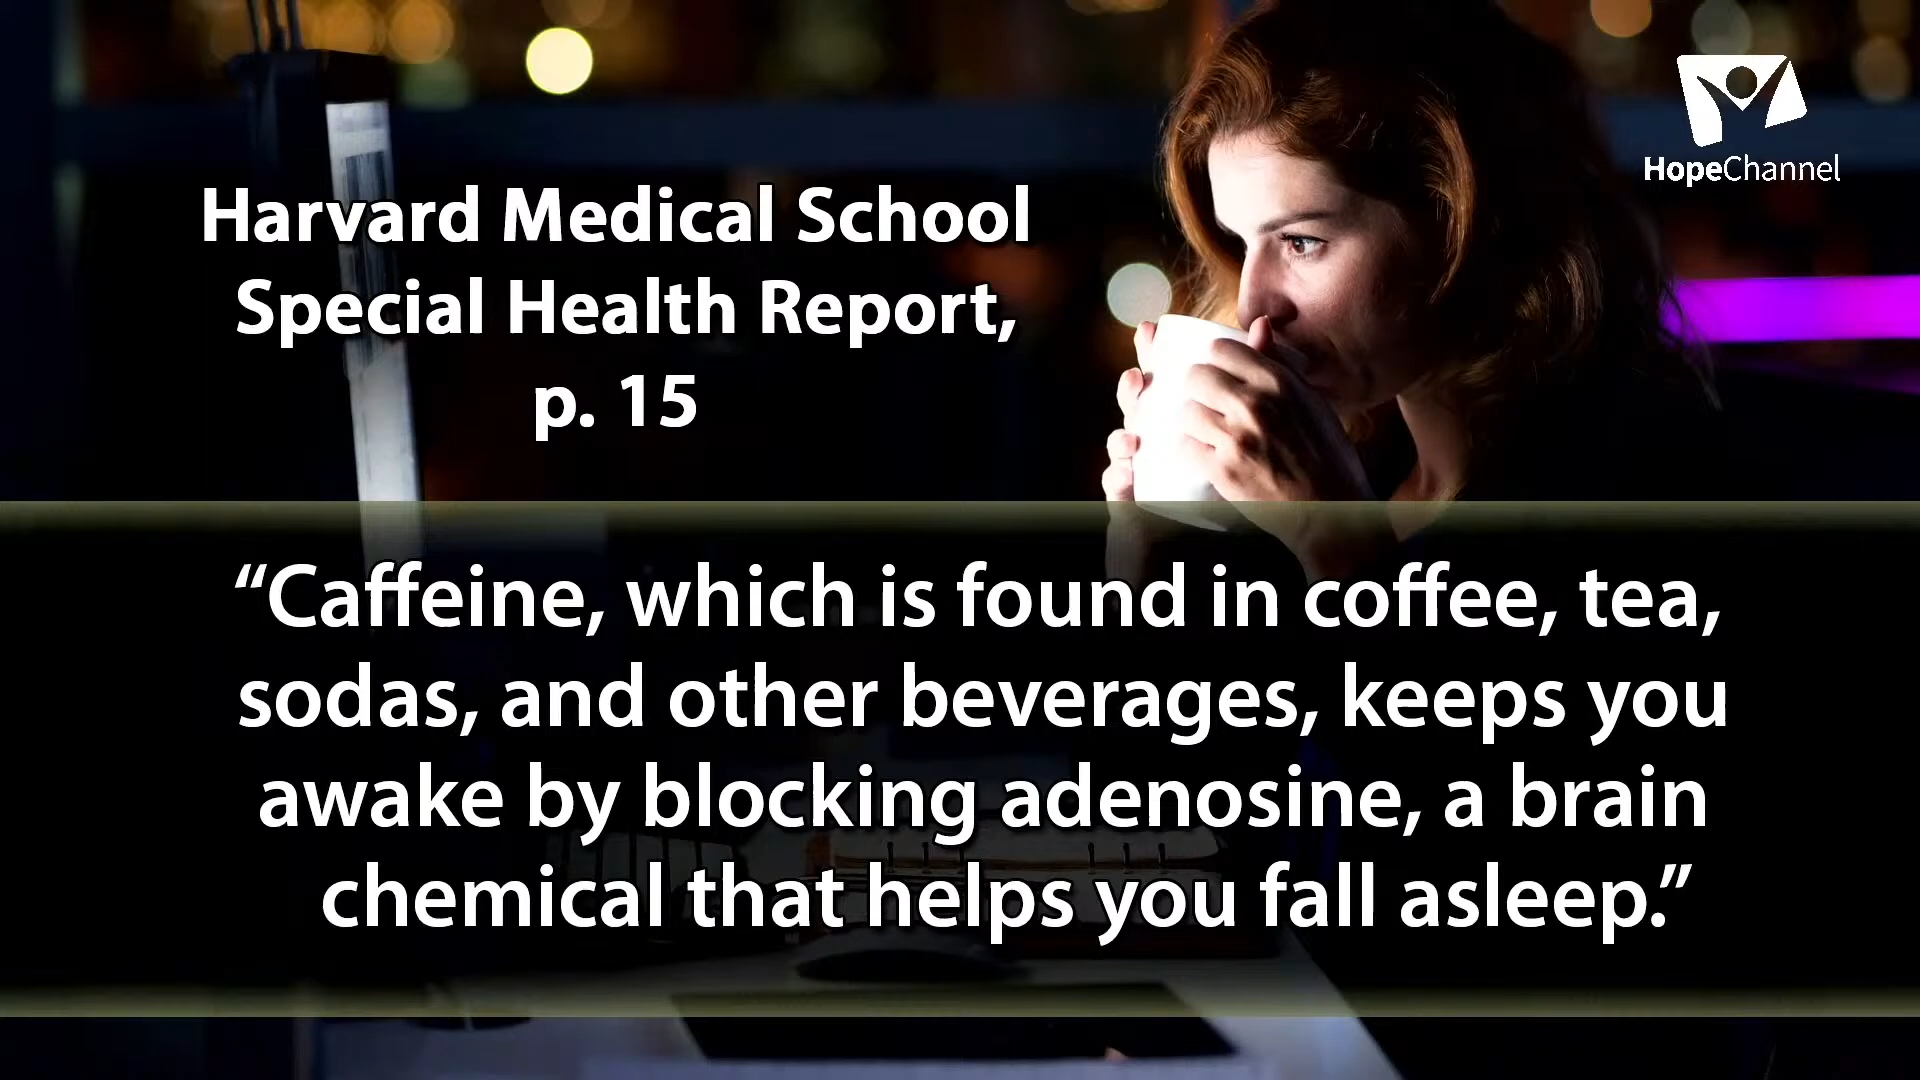 HopeChannel
Harvard Medical School
Special Health Report,
p. 15
“Caffeine, which is found in coffee, tea,
sodas, and other beverages, keeps you
awake by blocking adenosine, a brain
chemical that helps you fall asleep.”